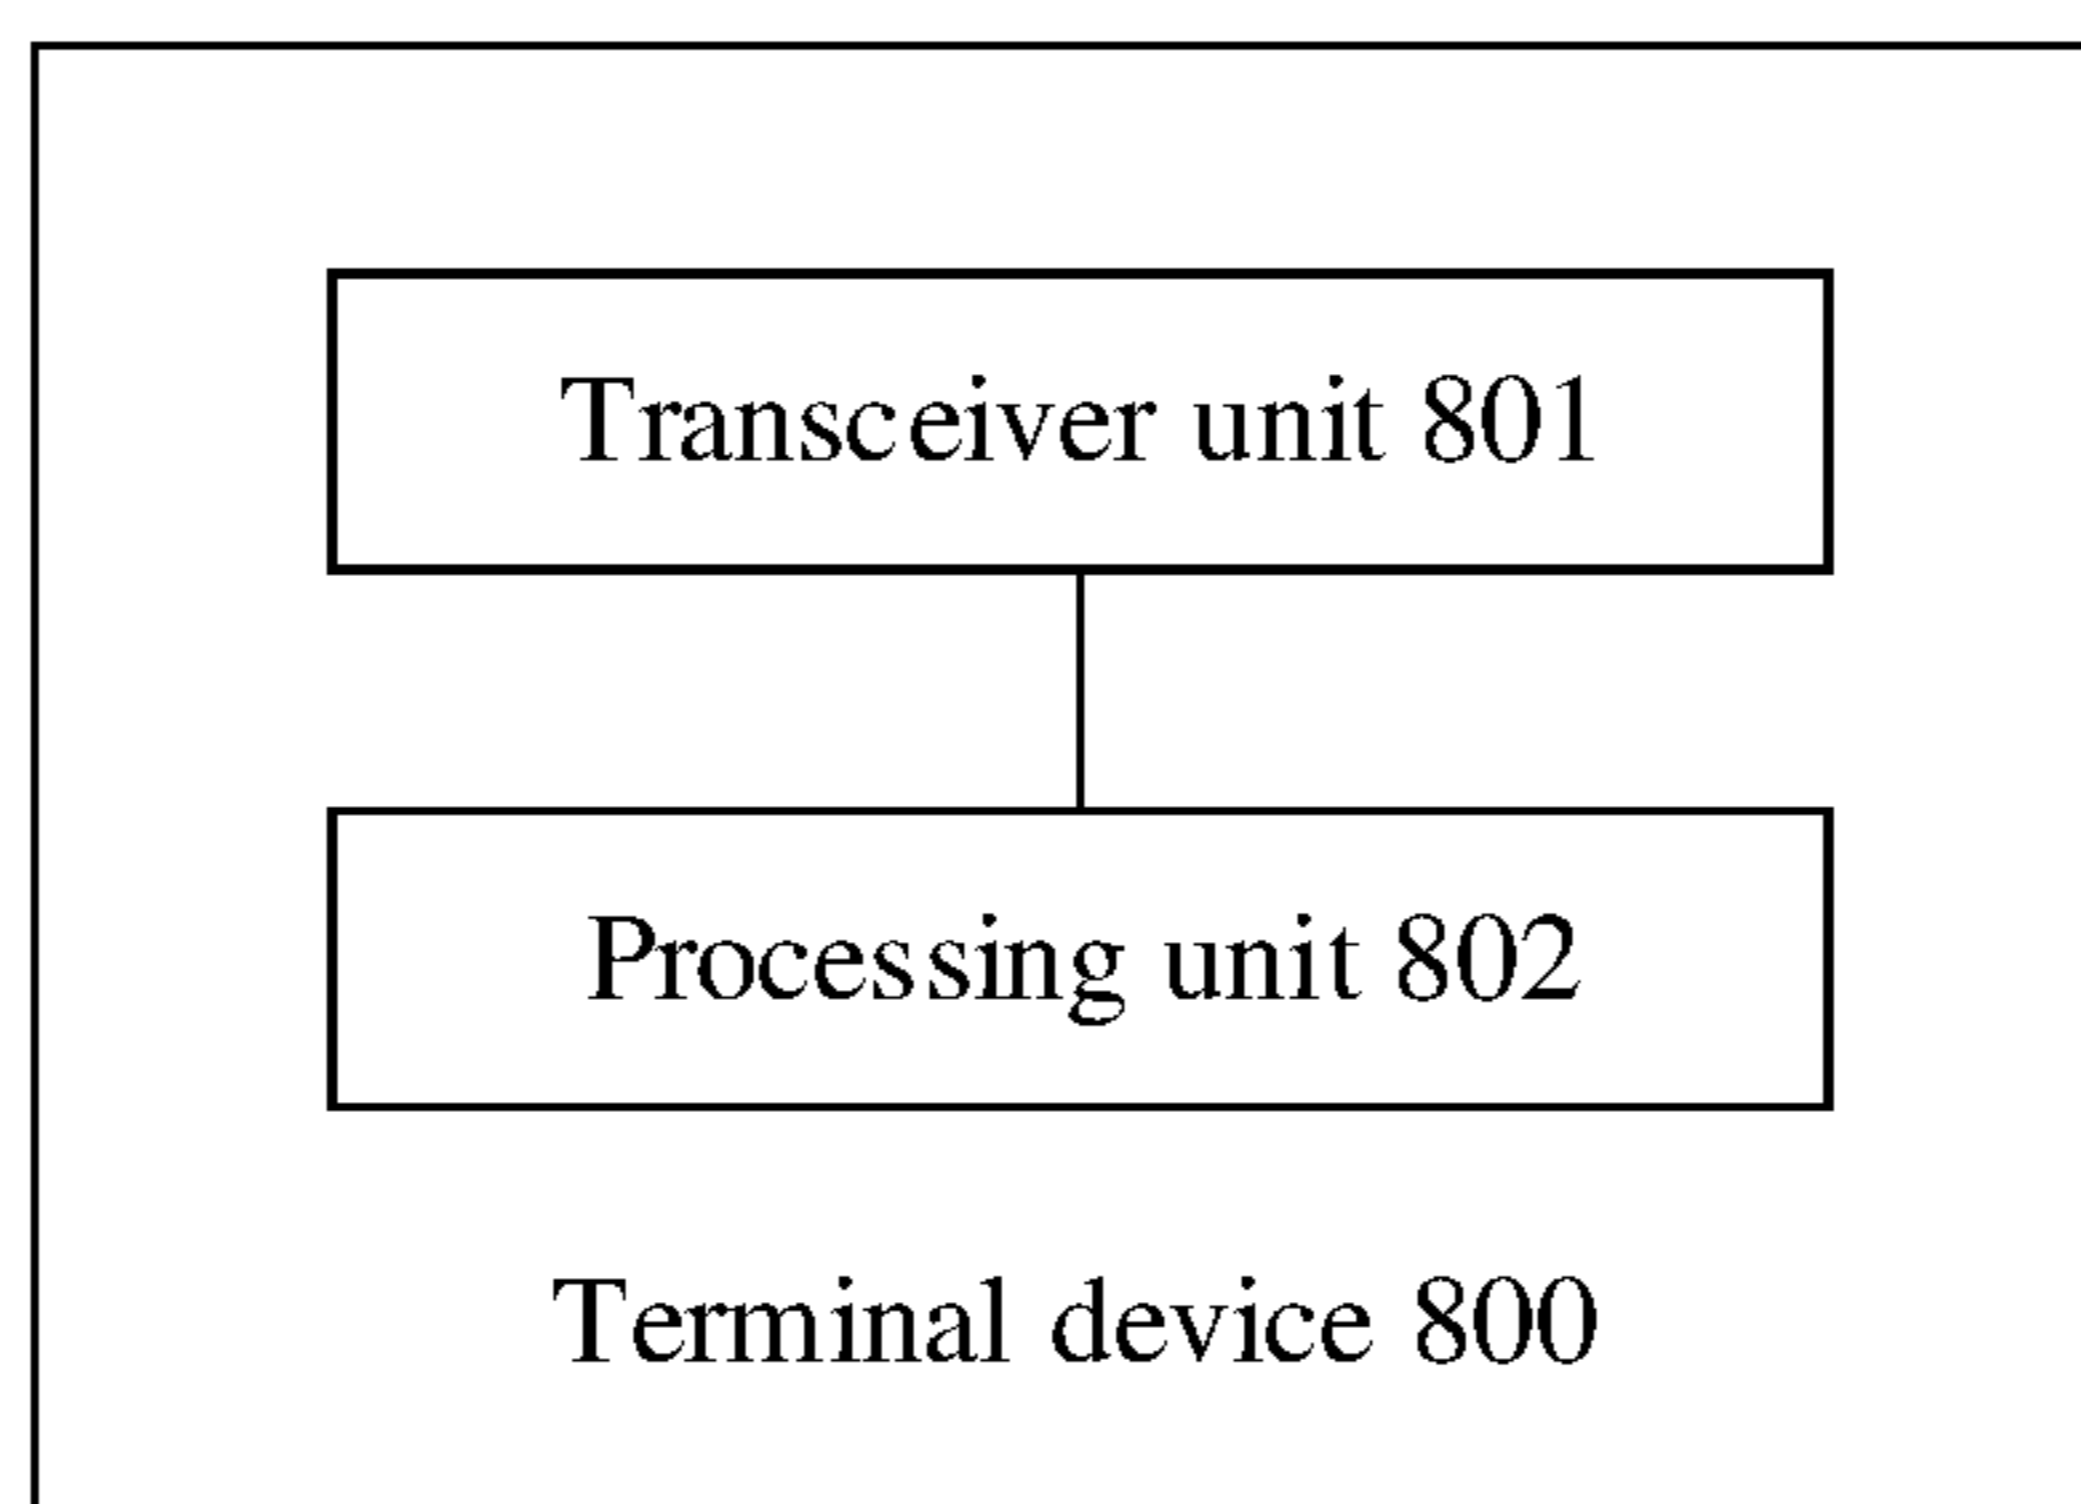 Transceiver unit 801
Processing unit 802
Terminal device 800